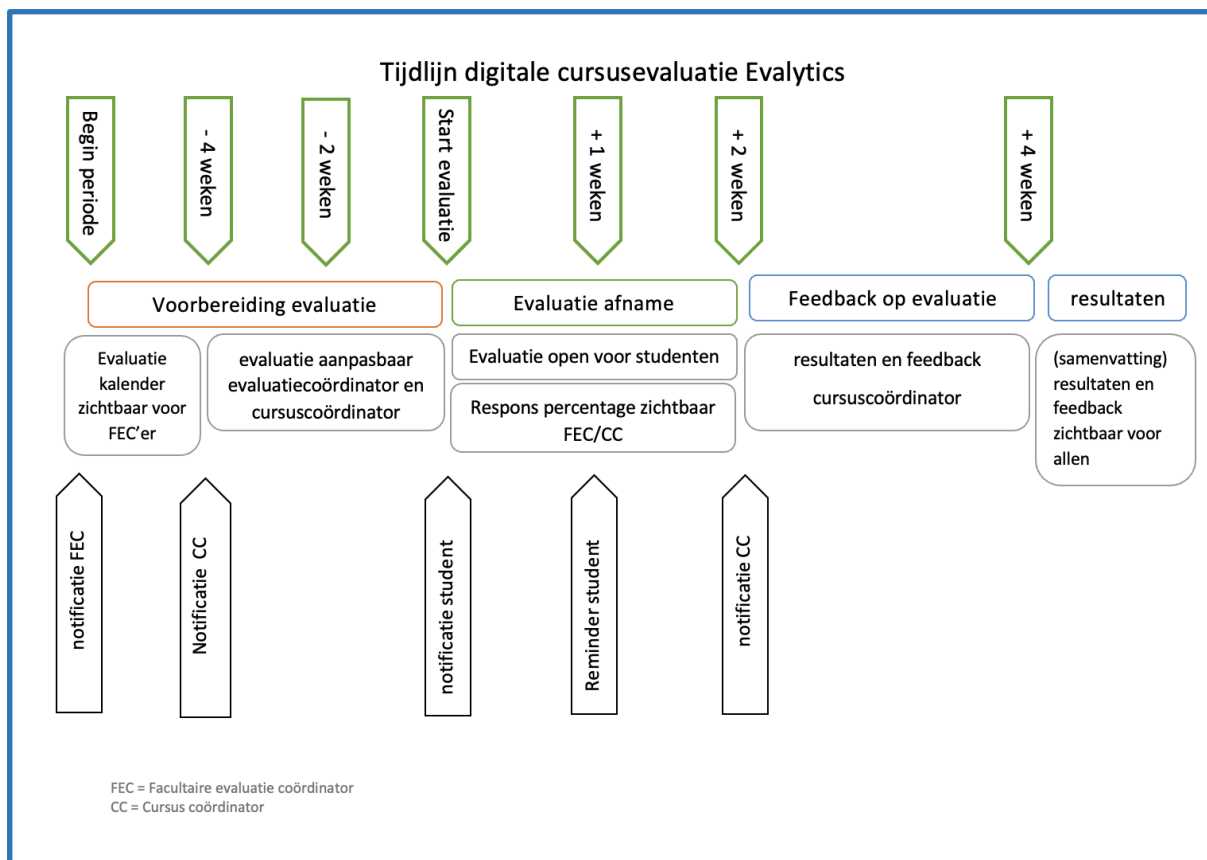 Tijdlijn digitale cursusevaluatie Evalytics
Begin periode
- 4 weken
- 2 weken
Start evaluatie
+ 1 weken
+ 2 weken
+ 4 weken
Voorbereiding evaluatie
Evaluatie afname
Feedback op evaluatie
resultaten
Evaluatie
kalender
zichtbaar voor
FEC'er
evaluatie aanpasbaar
evaluatiecoördinator en
cursuscoördinator
Evaluatie open voor studenten
Respons percentage zichtbaar
FEC/CC
resultaten en feedback
cursuscoördinator
(samenvatting)
resultaten en
feedback
zichtbaar voor
allen
notificatie FEC
Notificatie CC
notificatie student
Reminder student
notificatie CC
FEC = Facultaire evaluatie coördinator
CC = Cursus coördinator